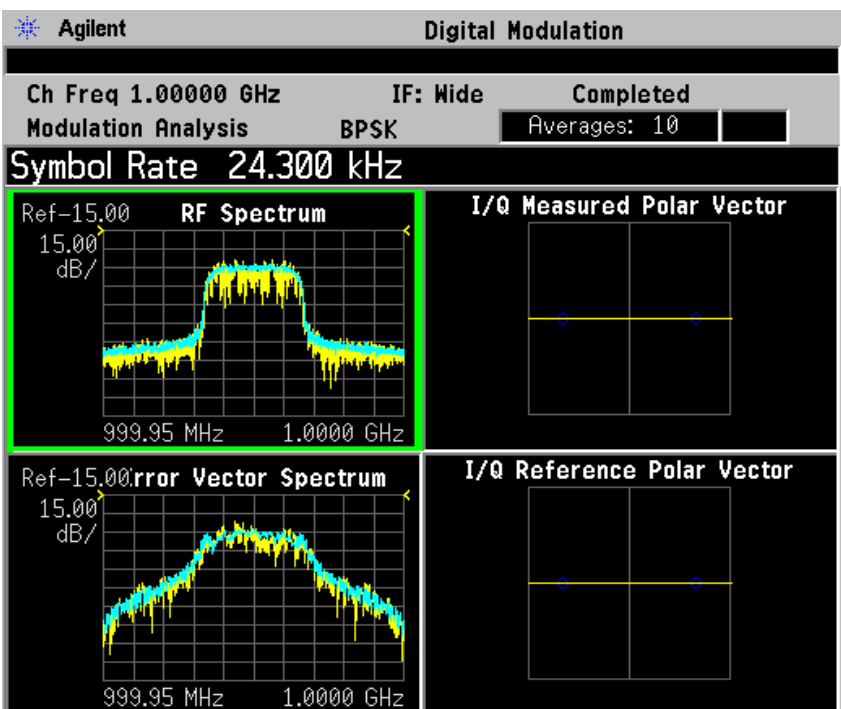 Agilent Digital Modulation
Ch Freq 1.00000 GHz IF: Wide Completed
Modulation Analysis BPSK Averages: 10
Symbol Rate 24.300 kHz
Ref-15.00 RF Spectrum
15.00
dB/
999.95 MHz 1.0000 GHz
I/Q Measured Polar Vector
Ref-15.00 rror Vector Spectrum
15.00
dB/
999.95 MHz 1.0000 GHz
I/Q Reference Polar Vector